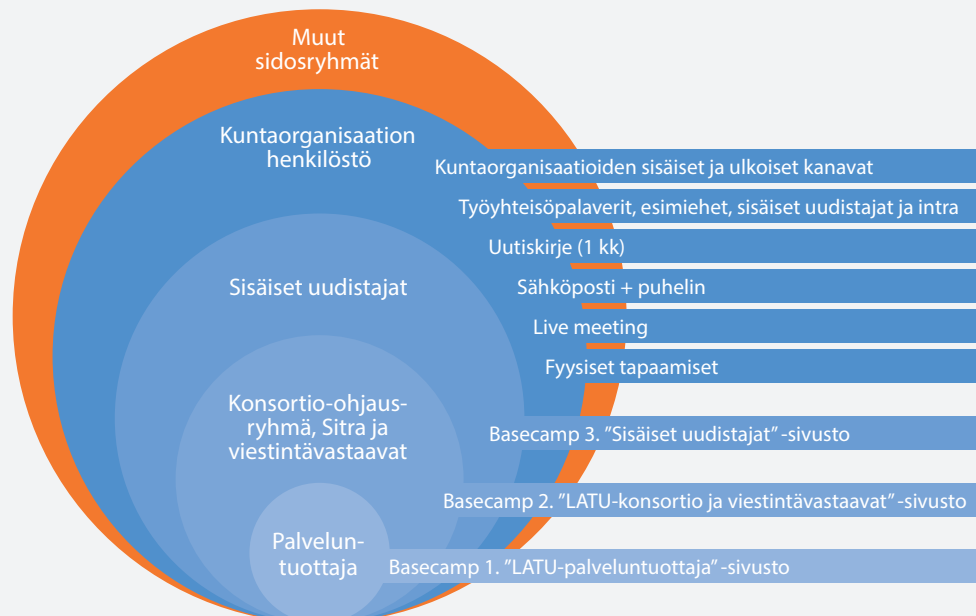 Muut
sidosryhmät
Kuntaorganisaation
henkilöstö
Kuntaorganisaatioiden sisäiset ja ulkoiset kanavat
Työyhteisöpalaverit, esimiehet, sisäiset uudistajat ja intra
Uutiskirje (1 kk)
Sisäiset uudistajat
Sähköposti + puhelin
Live meeting
Fyysiset tapaamiset
Konsortio-ohjaus-
ryhmä, Sitra ja
viestintävastaavat
Basecamp 3. ”Sisäiset uudistajat” -sivusto
Basecamp 2. ”LATU-konsortio ja viestintävastaavat” -sivusto
Palvelun-
tuottaja
Basecamp 1. ”LATU-palveluntuottaja” -sivusto